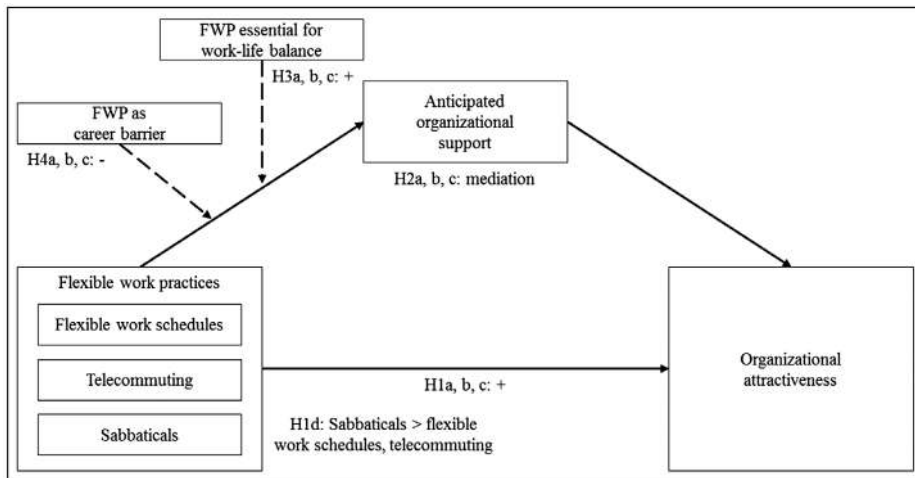 FWP essential for
work-life balance
H3a, b, c: +
FWP as
career barrier
H4a, b, c: -
Anticipated
organizational
support
H2a, b, c: mediation
Flexible work practices
Flexible work schedules
Telecommuting
Sabbaticals
H1a, b, c: +
H1d: Sabbaticals > flexible
work schedules, telecommuting
Organizational
attractiveness